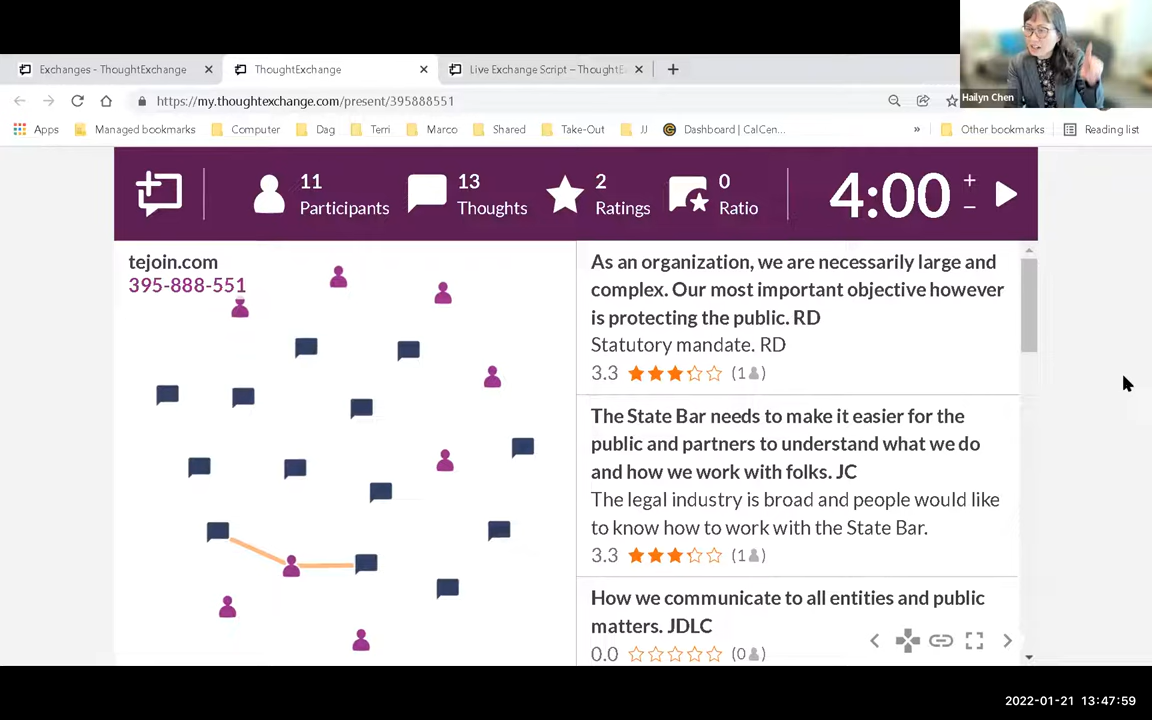 Exchanges - ThoughtExchange
ThoughtExchange
Live Exchange Script – ThoughtE
Hailyn Chen
https://my.thoughtexchange.com/present/395888551
Apps
Managed bookmarks
Computer
Dag
Terri
Marco
Shared
Take-Out
JJ
Dashboard | CalCen...
»
Other bookmarks
Reading list
11
Participants
13
Thoughts
2
Ratings
0
Ratio
4:00
+
−
tejoin.com
395-888-551
As an organization, we are necessarily large and
complex. Our most important objective however
is protecting the public. RD
Statutory mandate. RD
3.3 (1)
The State Bar needs to make it easier for the
public and partners to understand what we do
and how we work with folks. JC
The legal industry is broad and people would like
to know how to work with the State Bar.
3.3 (1)
How we communicate to all entities and public
matters. JDLC
0.0 (0)
2022-01-21 13:47:59